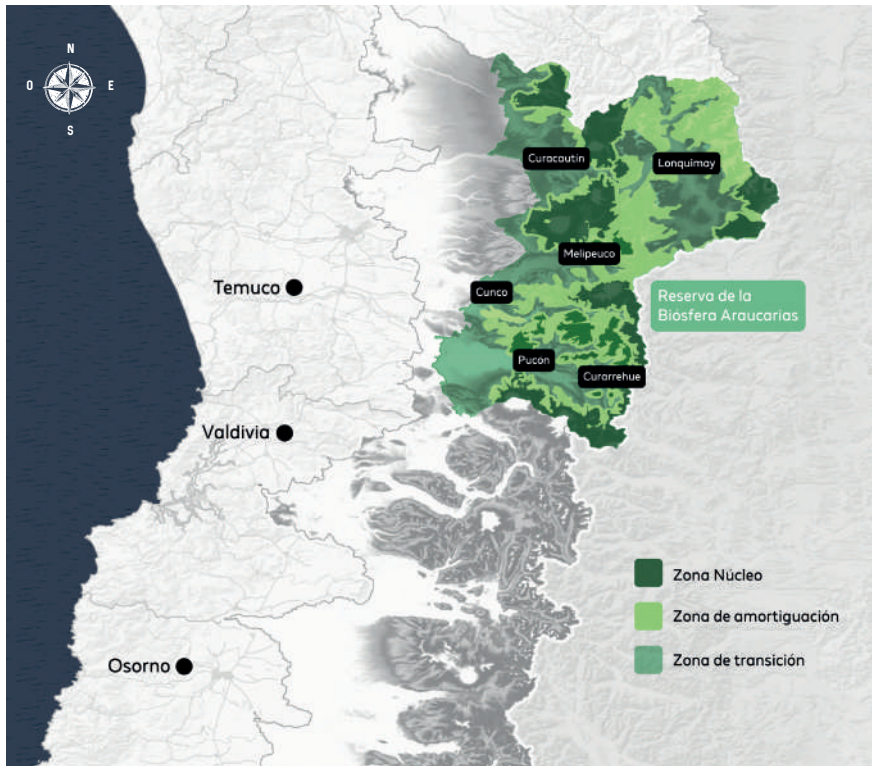 N
O
E
S
Curacautín
Lonquimay
Melipeuco
Temuco
Cunco
Reserva de la
Biósfera Araucarias
Pucón
Curarrehue
Valdivia
Zona Núcleo
Zona de amortiguación
Zona de transición
Osorno